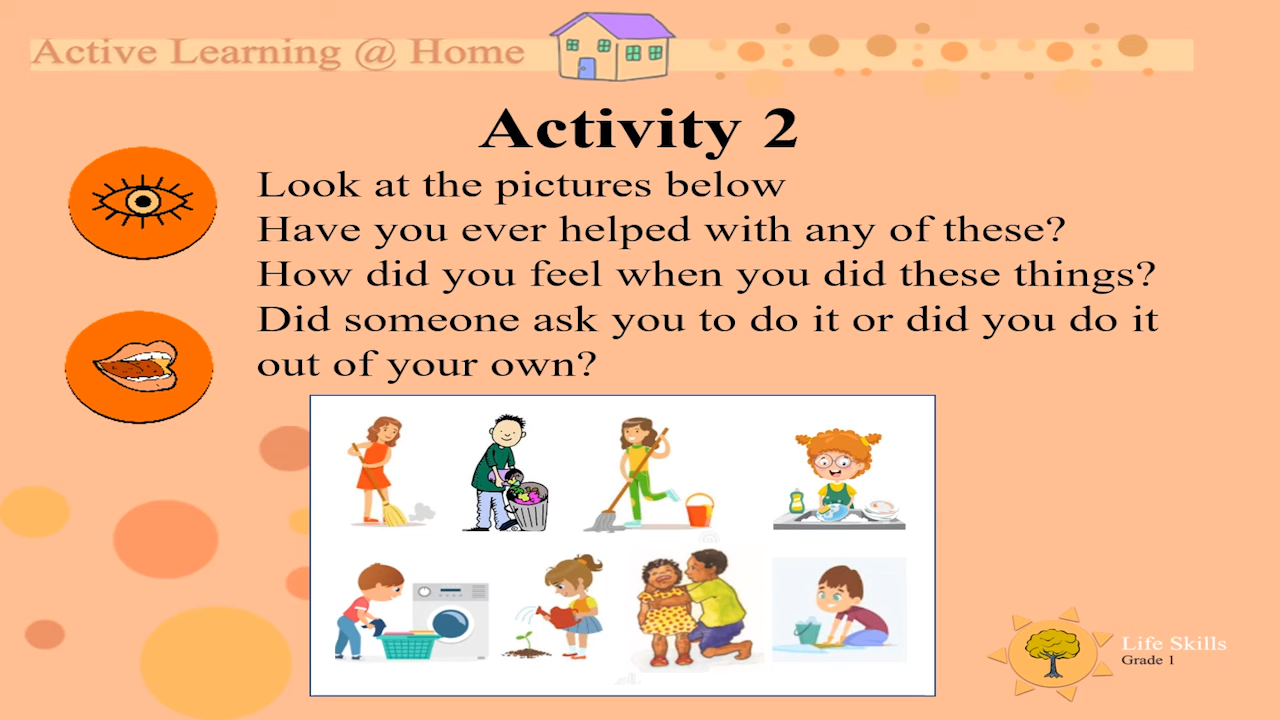 Active Learning @ Home
Activity 2
Look at the pictures below
Have you ever helped with any of these?
How did you feel when you did these things?
Did someone ask you to do it or did you do it
out of your own?
Life Skills
Grade 1